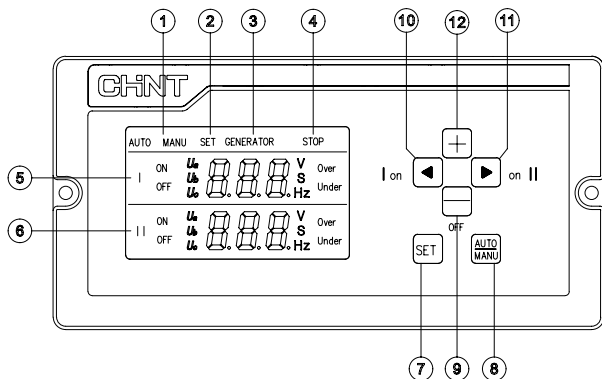 1 2 3 4 10 12 11
CHNT
AUTO MANU SET GENERATOR STOP
5 I ON Ua 8.8.8. V Over
OFF Ub S Under
Uc Hz
6 II ON Ua 8.8.8. V Over
OFF Ub S Under
Uc Hz
+
I on ◀ ▶ on II
—
OFF
SET AUTO
MANU
7 9 8